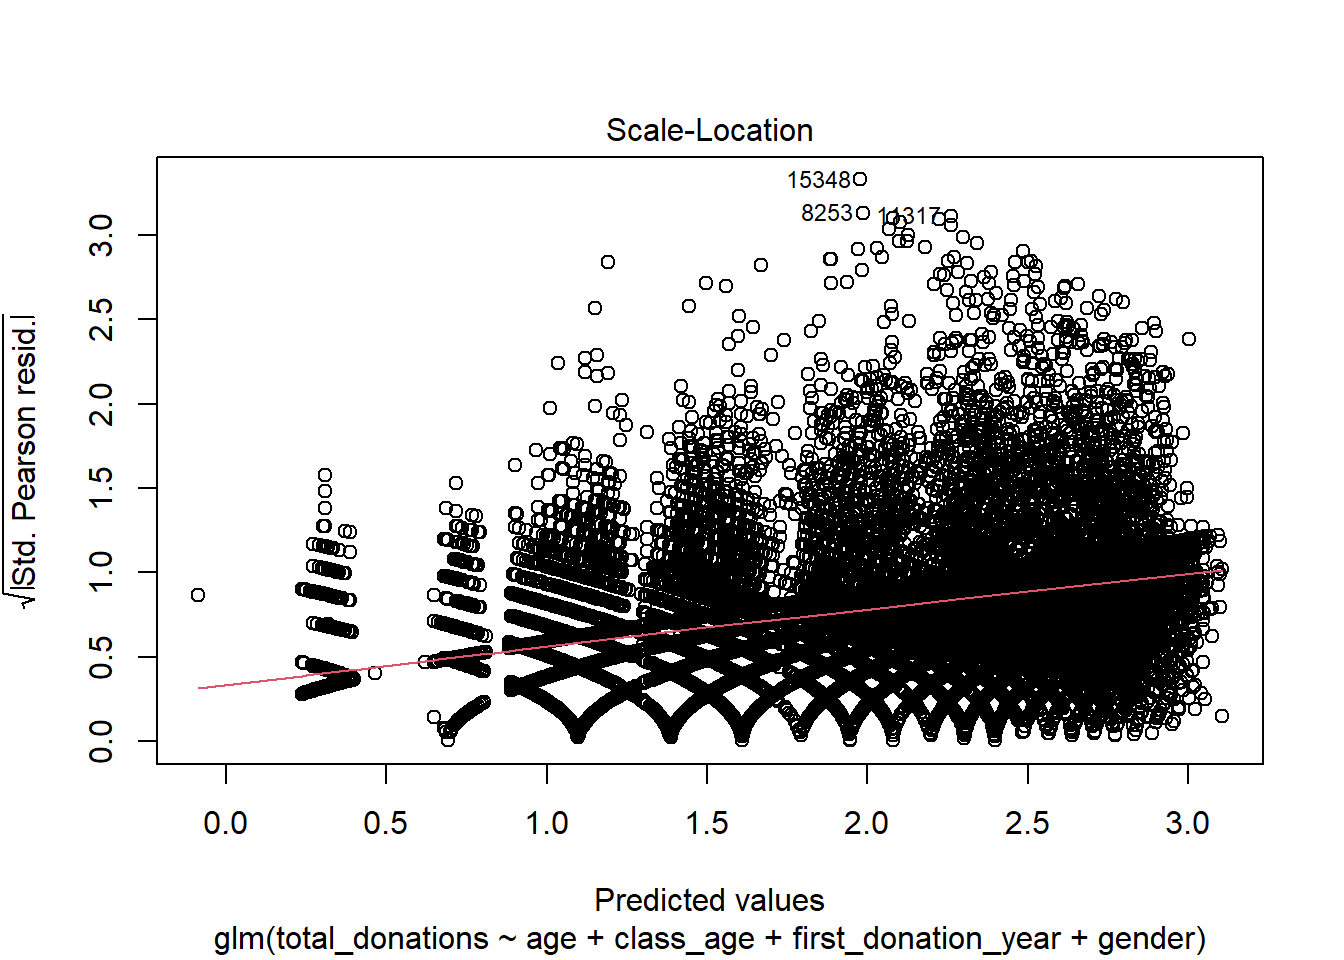 Scale-Location
√|Std. Pearson resid.|
3.0
2.5
2.0
1.5
1.0
0.5
0.0
15348
8253
11317
0.0 0.5 1.0 1.5 2.0 2.5 3.0
Predicted values
glm(total_donations ~ age + class_age + first_donation_year + gender)